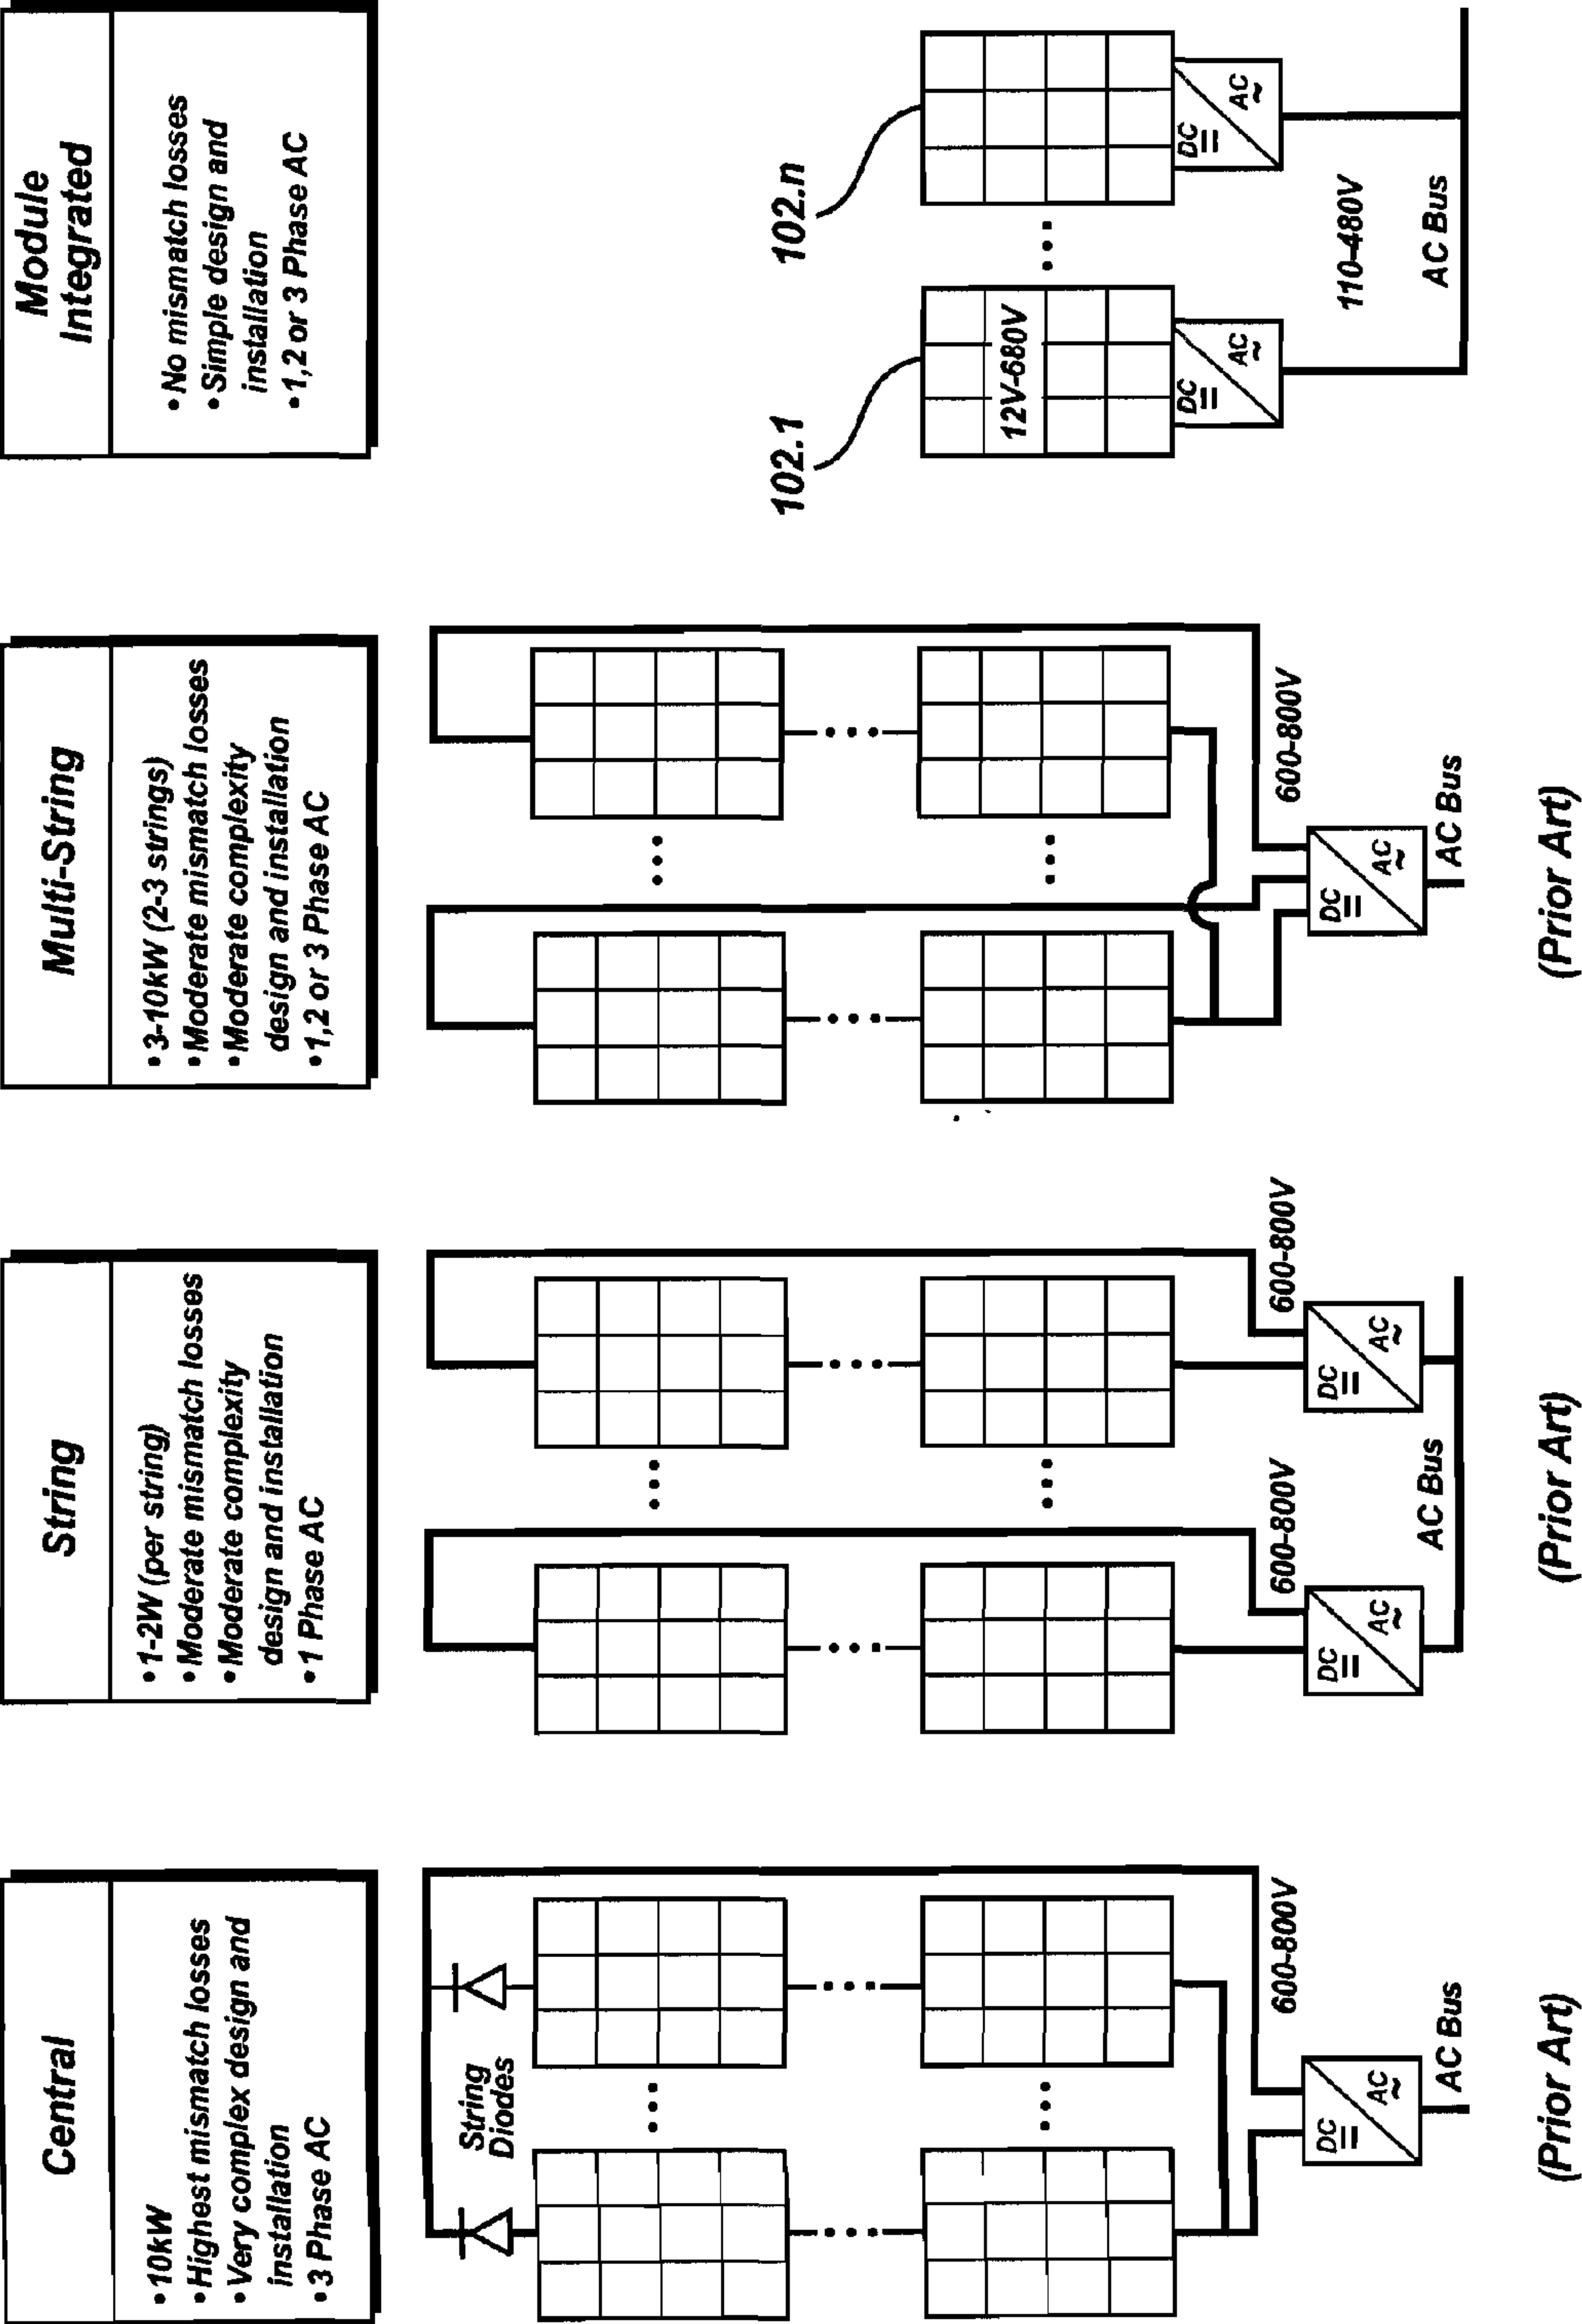 Central
•10kW
•Highest mismatch losses
•Very complex design and
installation
•3 Phase AC
String
Diodes
600-800V
DC
AC
AC Bus
(Prior Art)
String
•1-2W (per string)
•Moderate mismatch losses
•Moderate complexity
design and installation
•1 Phase AC
600-800V
600-800V
DC
AC
DC
AC
AC Bus
(Prior Art)
Multi-String
•3-10kW (2-3 strings)
•Moderate mismatch losses
•Moderate complexity
design and installation
•1,2 or 3 Phase AC
600-800V
DC
AC
AC Bus
(Prior Art)
Module
Integrated
•No mismatch losses
•Simple design and
installation
•1,2 or 3 Phase AC
102.1
102.n
12V-680V
DC
AC
DC
AC
110-480V
AC Bus